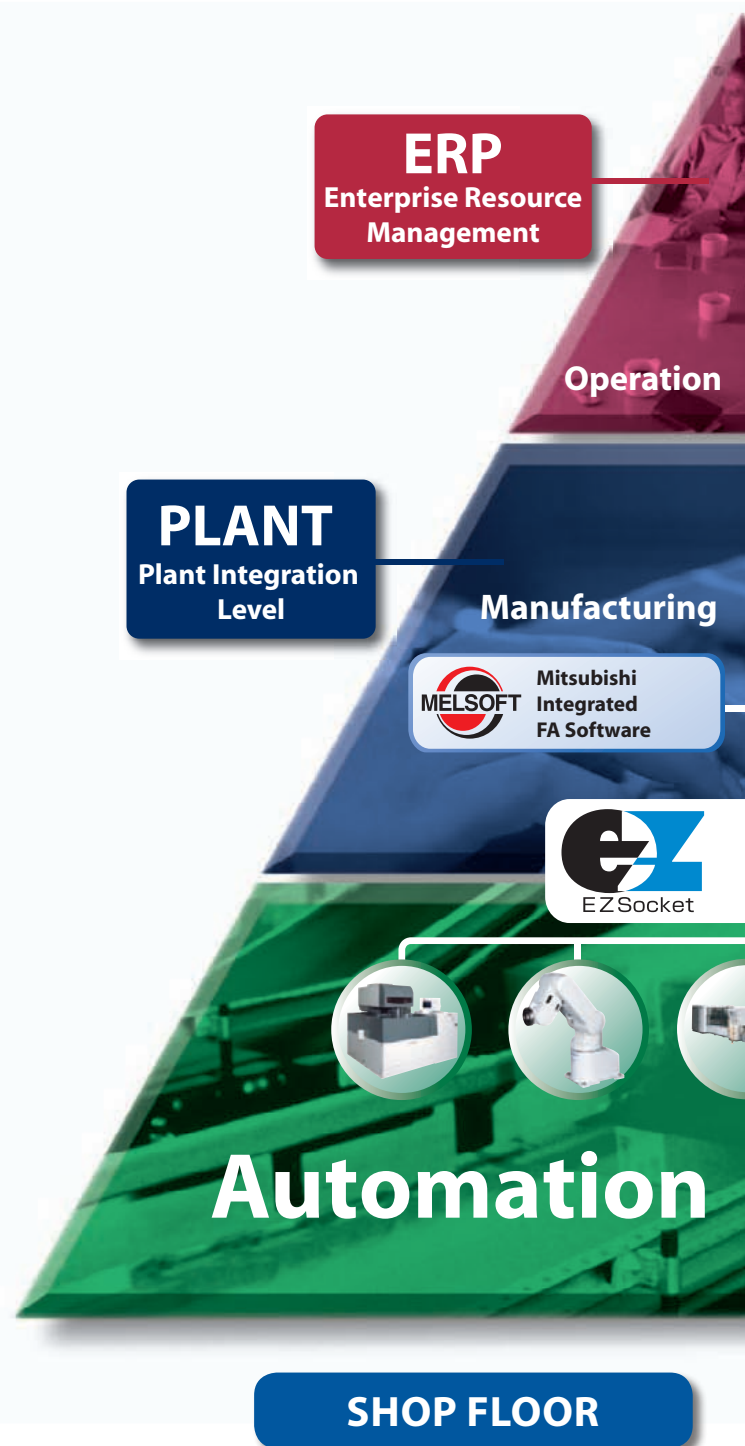 ERP
Enterprise Resource
Management
Operation
PLANT
Plant Integration
Level
Manufacturing
MELSOFT
Mitsubishi
Integrated
FA Software
eZ
EZSocket
Automation
SHOP FLOOR